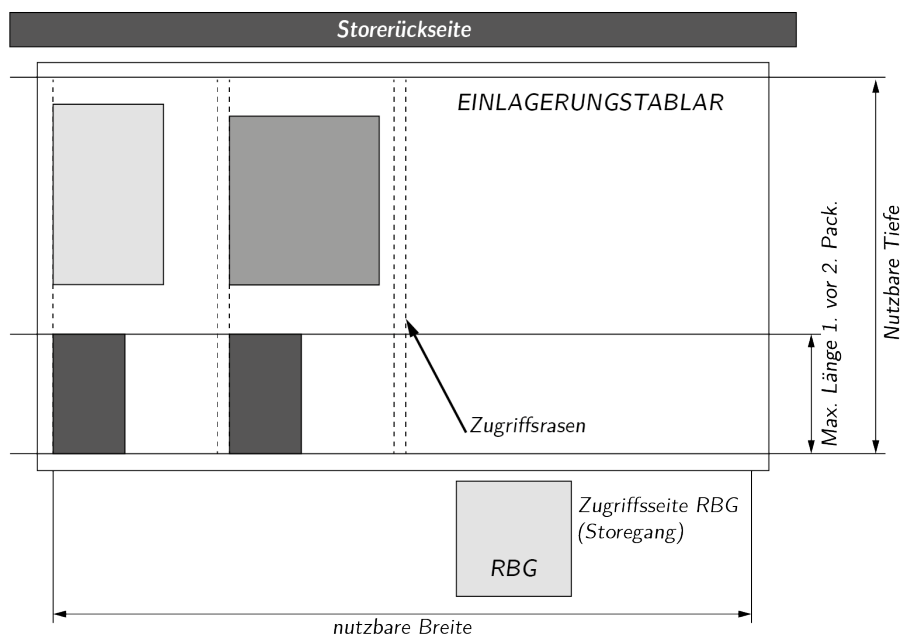 Storerückseite
EINLAGERUNGSTABLAR
Max. Länge 1. vor 2. Pack.
Nutzbare Tiefe
Zugriffsrasen
Zugriffsseite RBG
(Storegang)
RBG
nutzbare Breite